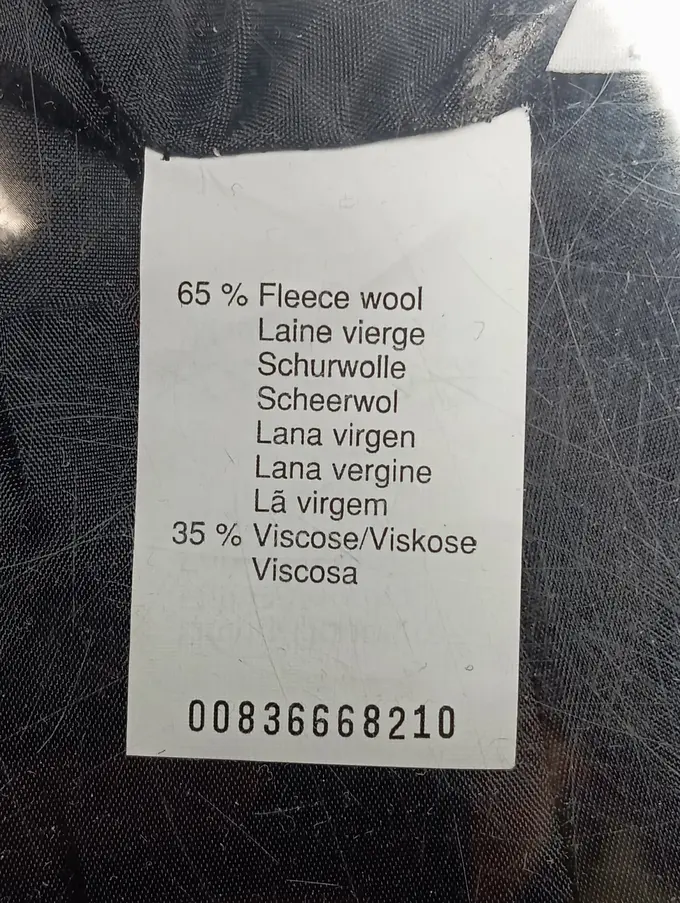 65 % Fleece wool
Laine vierge
Schurwolle
Scheerwol
Lana virgen
Lana vergine
Lã virgem
35 % Viscose/Viskose
Viscosa
00836668210